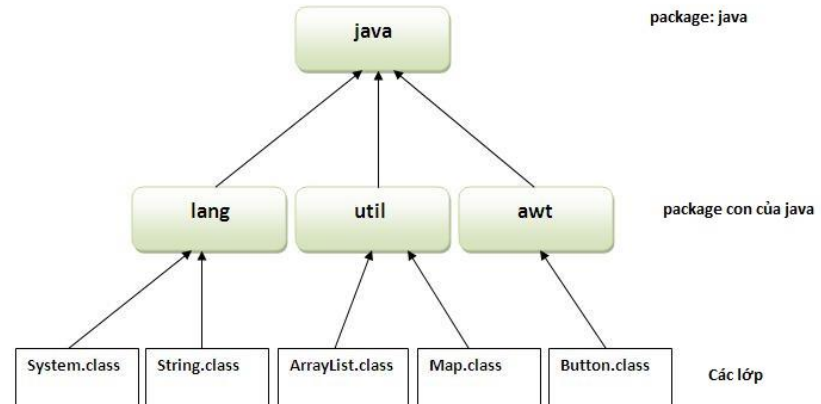 java
package: java
lang
util
awt
package con của java
System.class
String.class
ArrayList.class
Map.class
Button.class
Các lớp